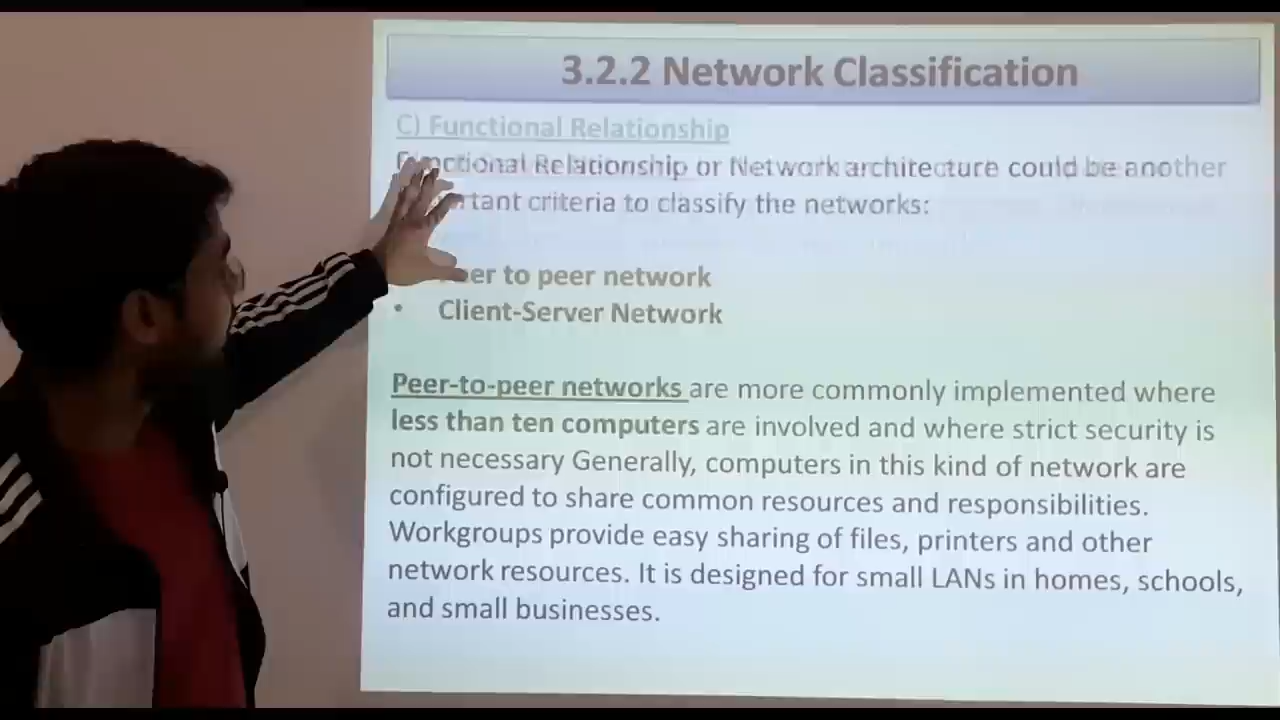 3.2.2 Network Classification
C) Functional Relationship
Functional Relationship or Network architecture could be another
tant criteria to classify the networks:
er to peer network
• Client-Server Network
Peer-to-peer networks are more commonly implemented where
less than ten computers are involved and where strict security is
not necessary Generally, computers in this kind of network are
configured to share common resources and responsibilities.
Workgroups provide easy sharing of files, printers and other
network resources. It is designed for small LANs in homes, schools,
and small businesses.